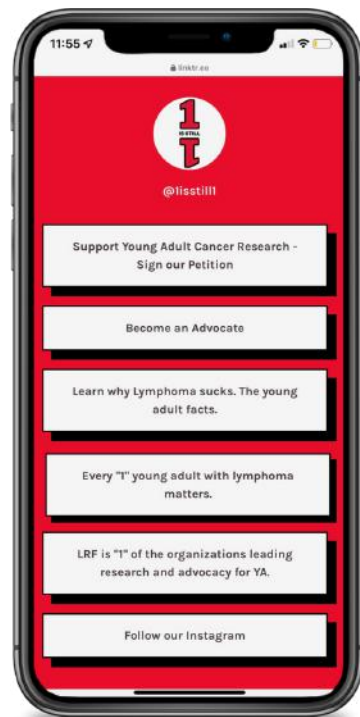 11:55
linktr.ee
1
IS STILL
1
@1isstill1
Support Young Adult Cancer Research -
Sign our Petition
Become an Advocate
Learn why Lymphoma sucks. The young
adult facts.
Every "1" young adult with lymphoma
matters.
LRF is "1" of the organizations leading
research and advocacy for YA.
Follow our Instagram